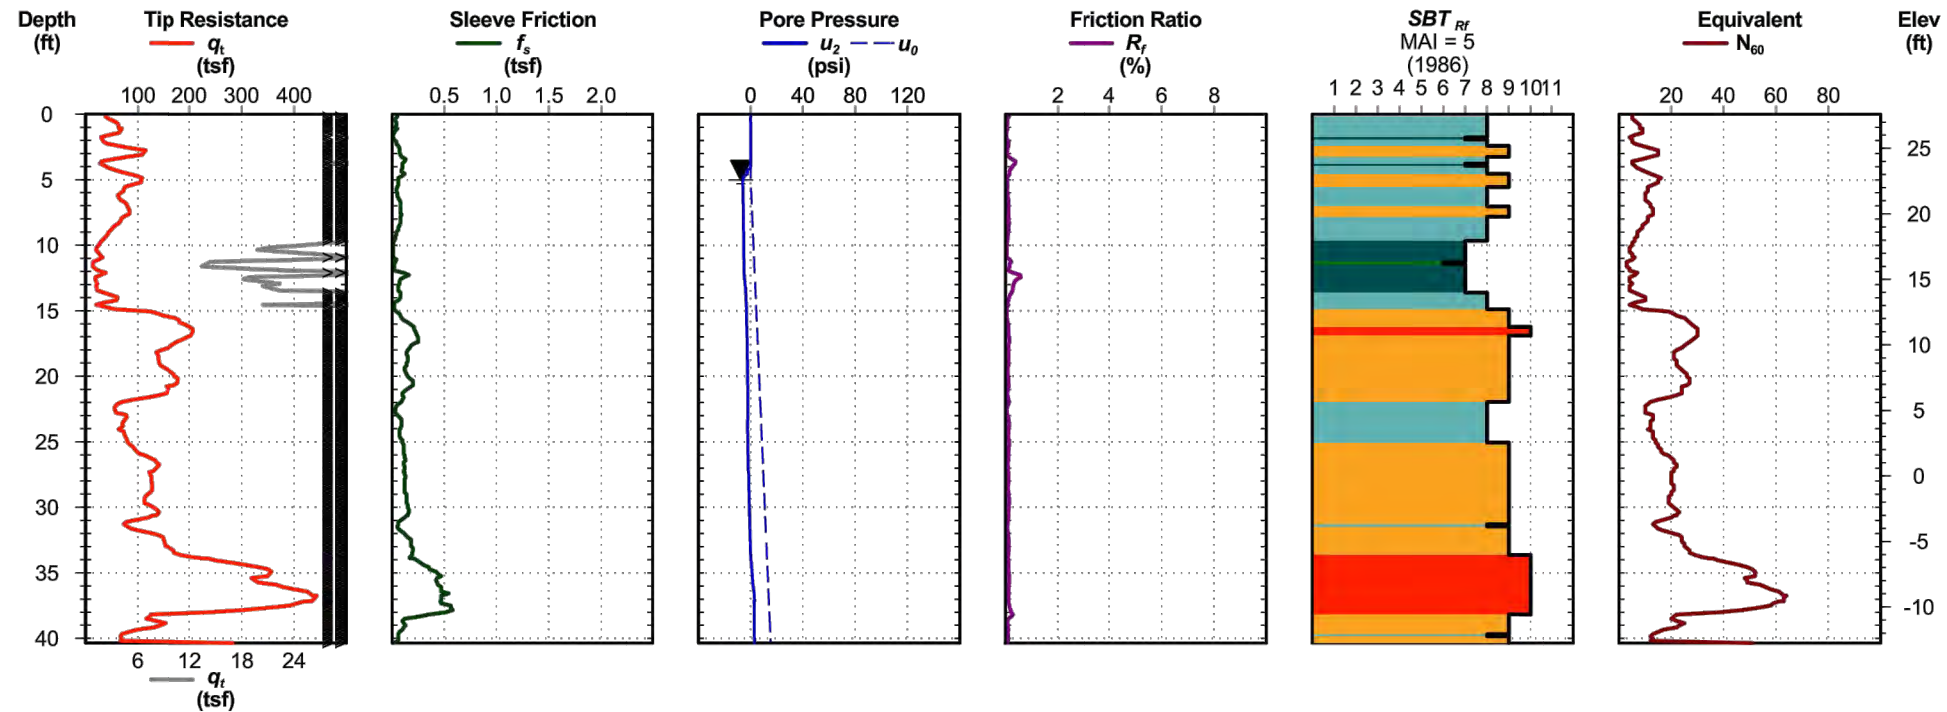 Depth
(ft)
Tip Resistance
qt
(tsf)
Sleeve Friction
fs
(tsf)
Pore Pressure
u2 u0
(psi)
Friction Ratio
Rf
(%)
SBT Rf
MAI = 5
(1986)
Equivalent
N60
Elev
(ft)
100 200 300 400
0.5 1.0 1.5 2.0
0 40 80 120
2 4 6 8
1 2 3 4 5 6 7 8 9 10 11
20 40 60 80
0
5
10
15
20
25
30
35
40
25
20
15
10
5
0
-5
-10
6 12 18 24
qt
(tsf)